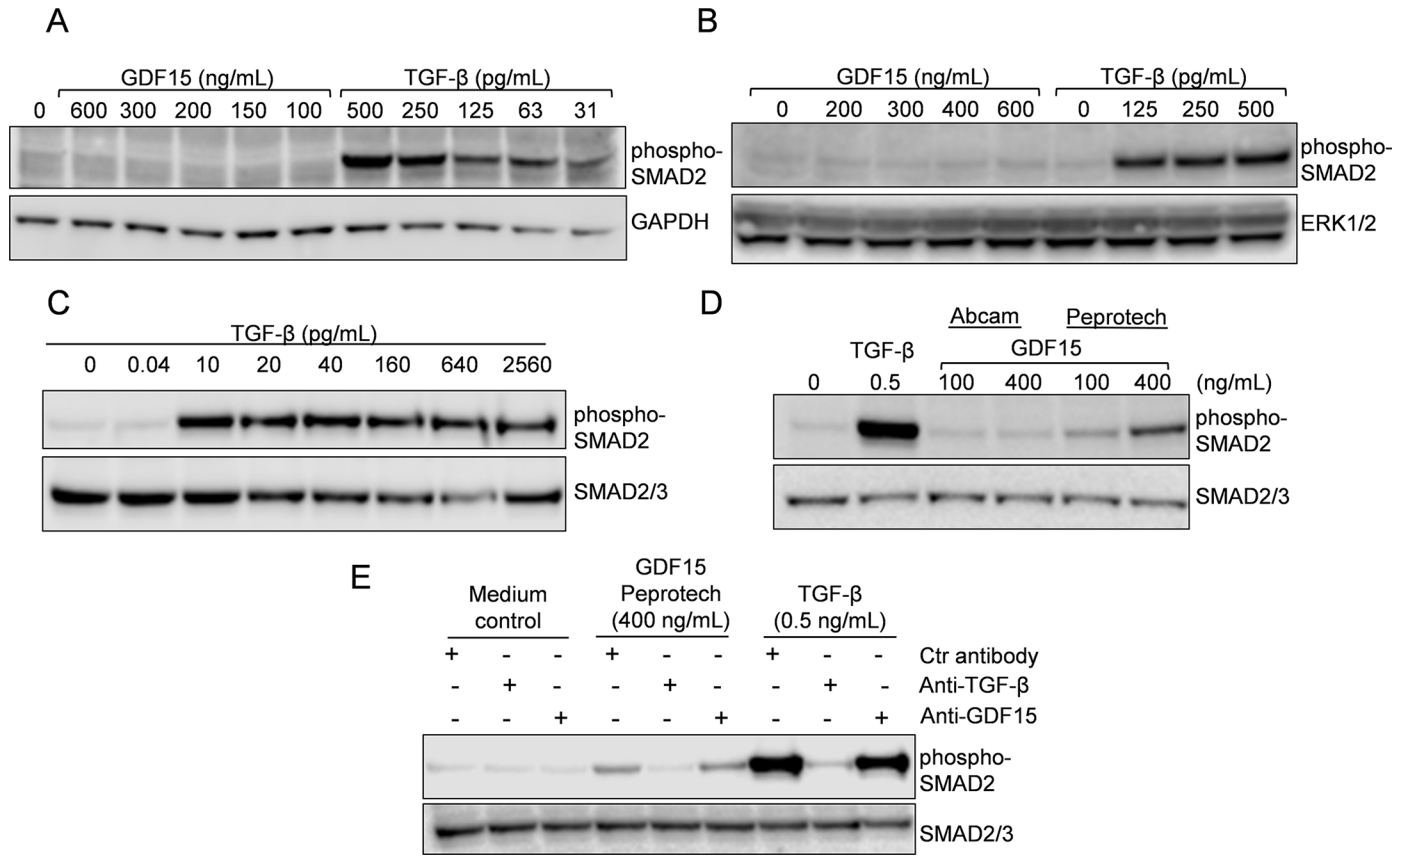 A
GDF15 (ng/mL) TGF-β (pg/mL)
0 600 300 200 150 100 500 250 125 63 31
phospho-
SMAD2
GAPDH
B
GDF15 (ng/mL) TGF-β (pg/mL)
0 200 300 400 600 0 125 250 500
phospho-
SMAD2
ERK1/2
C
TGF-β (pg/mL)
0 0.04 10 20 40 160 640 2560
phospho-
SMAD2
SMAD2/3
D
Abcam Peprotech
TGF-β GDF15
0 0.5 100 400 100 400 (ng/mL)
phospho-
SMAD2
SMAD2/3
E
Medium
control
GDF15
Peprotech
(400 ng/mL)
TGF-β
(0.5 ng/mL)
+ - - + - - + - - Ctr antibody
- + - - + - - + - Anti-TGF-β
- - + - - + - - + Anti-GDF15
phospho-
SMAD2
SMAD2/3